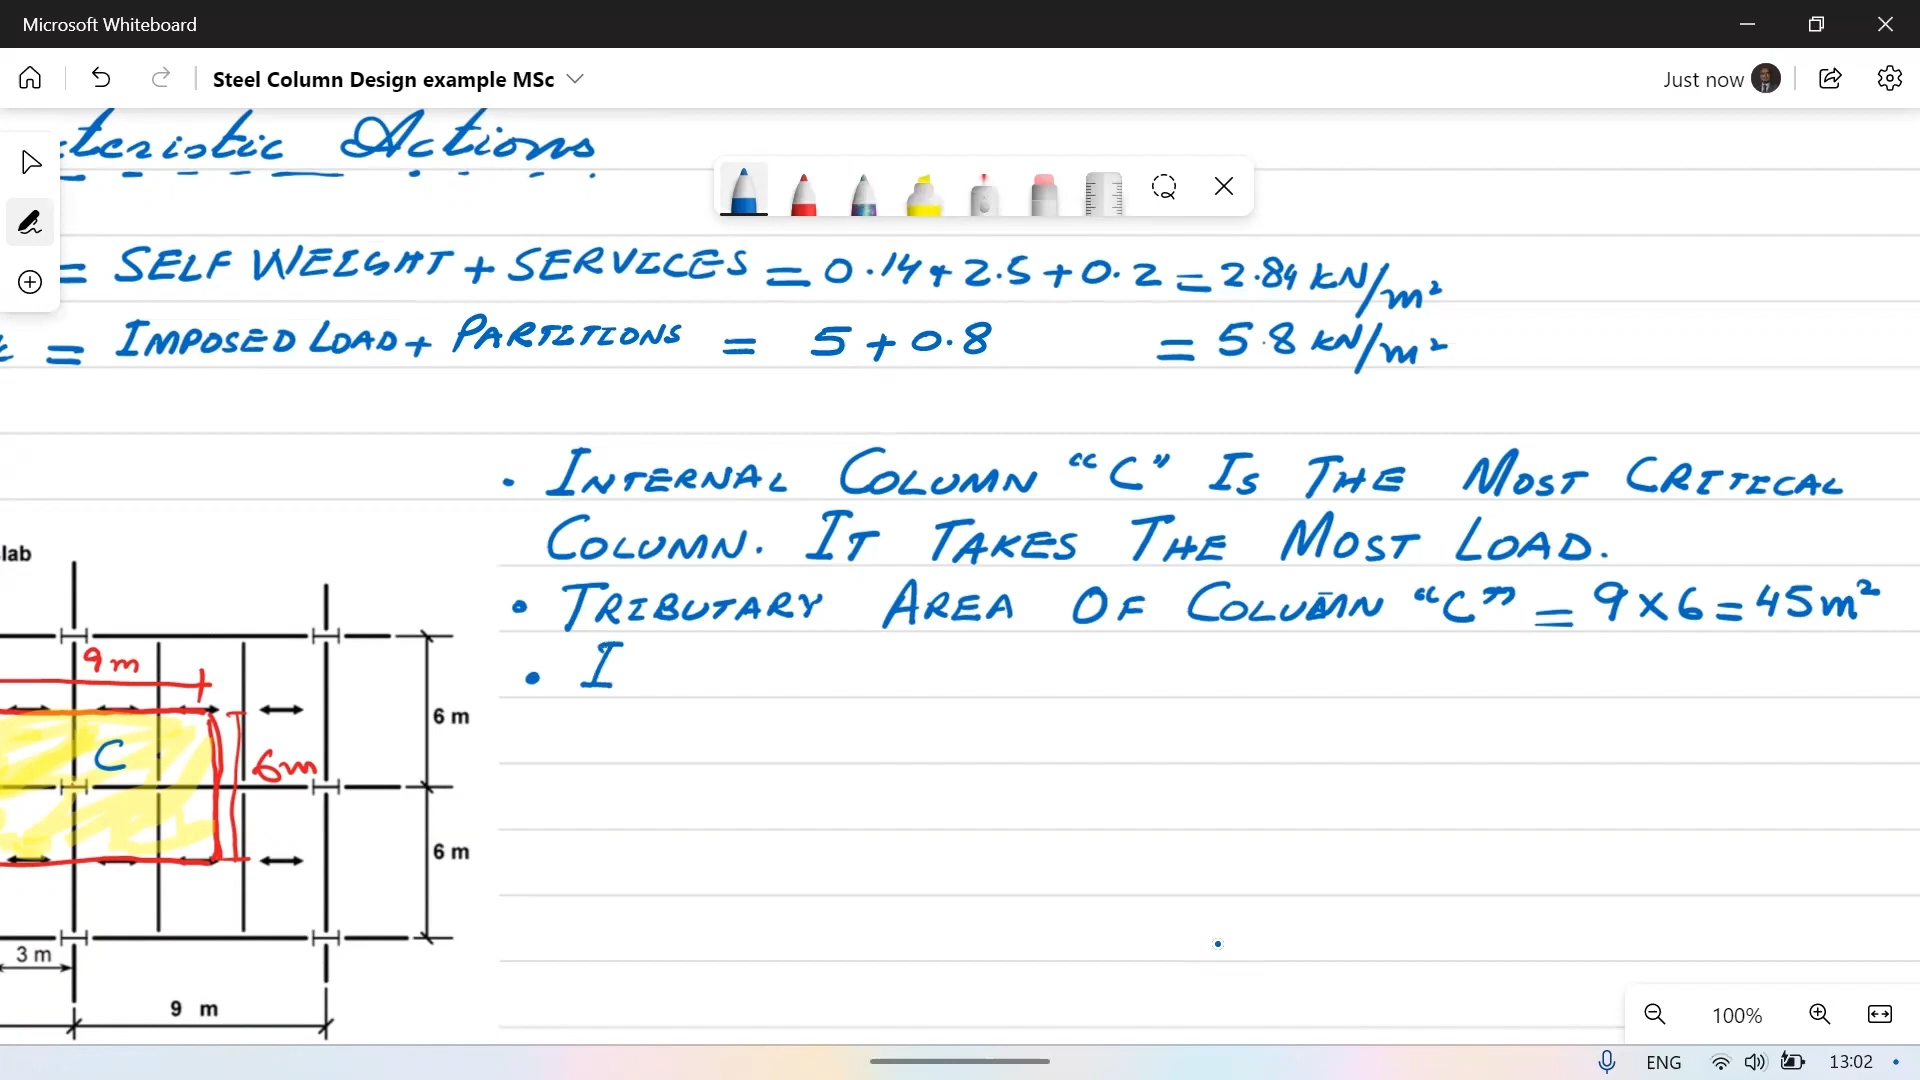 Microsoft Whiteboard
Steel Column Design example MSc
Just now
teristic Actions
= SELF WEIGHT + SERVICES = 0.14 + 2.5 + 0.2 = 2.84 kN/m²
= IMPOSED LOAD + PARTITIONS = 5 + 0.8 = 5.8 kN/m²
• INTERNAL COLUMN "C" IS THE MOST CRITICAL
COLUMN. IT TAKES THE MOST LOAD.
• TRIBUTARY AREA OF COLUMN "C" = 9 × 6 = 45 m²
• I
lab
9 m
6 m
C
6 m
6 m
3 m
9 m
100%
ENG
13:02